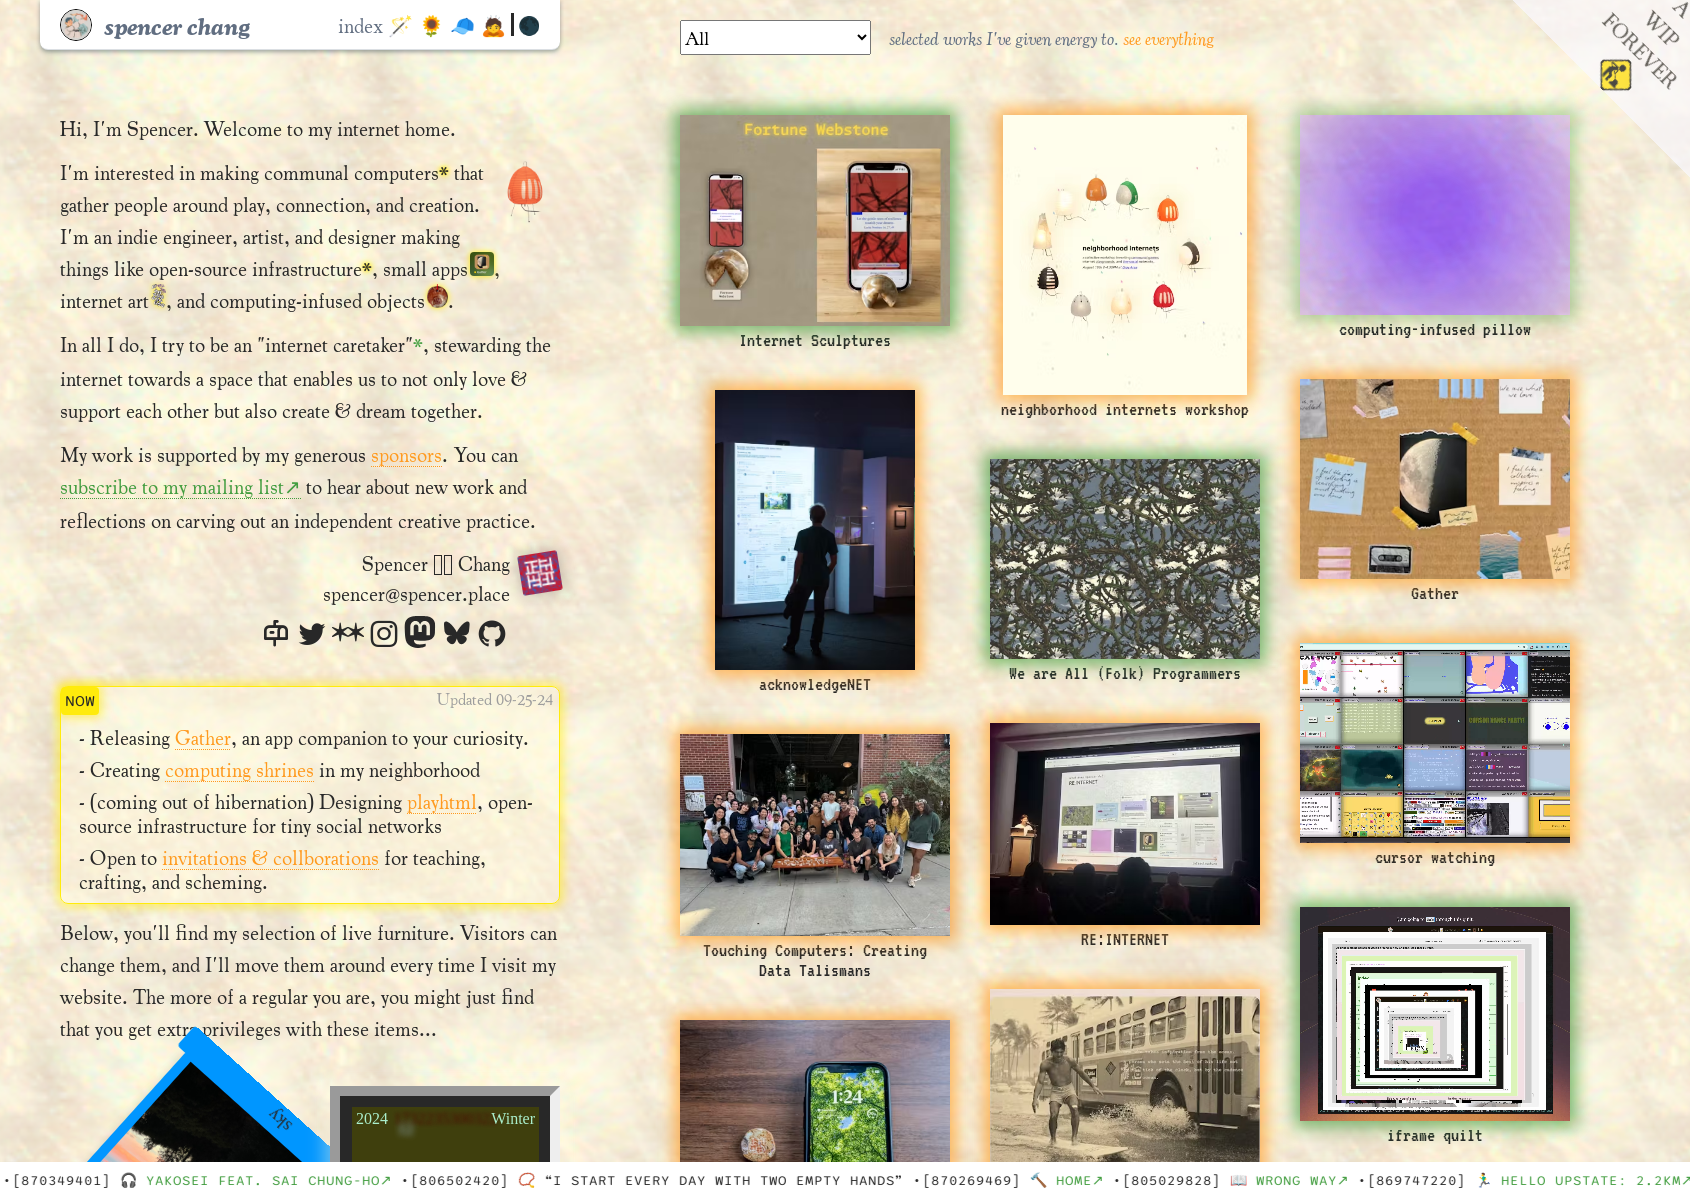 spencer chang
index
All
selected works I've given energy to. see everything
A
WIP
FOREVER
Hi, I'm Spencer. Welcome to my internet home.
I'm interested in making communal computers* that
gather people around play, connection, and creation.
I'm an indie engineer, artist, and designer making
things like open-source infrastructure*, small apps,
internet art, and computing-infused objects.
In all I do, I try to be an "internet caretaker"*, stewarding the
internet towards a space that enables us to not only love &
support each other but also create & dream together.
My work is supported by my generous sponsors. You can
subscribe to my mailing list↗ to hear about new work and
reflections on carving out an independent creative practice.
Spencer Chang
spencer@spencer.place
NOW
Updated 09-25-24
- Releasing Gather, an app companion to your curiosity.
- Creating computing shrines in my neighborhood
- (coming out of hibernation) Designing playhtml, open-
source infrastructure for tiny social networks
- Open to invitations & collborations for teaching,
crafting, and scheming.
Below, you'll find my selection of live furniture. Visitors can
change them, and I'll move them around every time I visit my
website. The more of a regular you are, you might just find
that you get extra privileges with these items...
sky
2024
Winter
Fortune Webstone
Internet Sculptures
neighborhood internets
neighborhood internets workshop
computing-infused pillow
acknowledgeNET
We are All (Folk) Programmers
Gather
Touching Computers: Creating
Data Talismans
RE:INTERNET
RE:INTERNET
cursor watching
1:24
iframe quilt
•[870349401] 🎧 YAKOSEI FEAT. SAI CHUNG-HO↗ •[806502420] “I START EVERY DAY WITH TWO EMPTY HANDS” •[870269469] 🔨 HOME↗ •[805029828] 📖 WRONG WAY↗ •[869747220] HELLO UPSTATE: 2.2KM↗